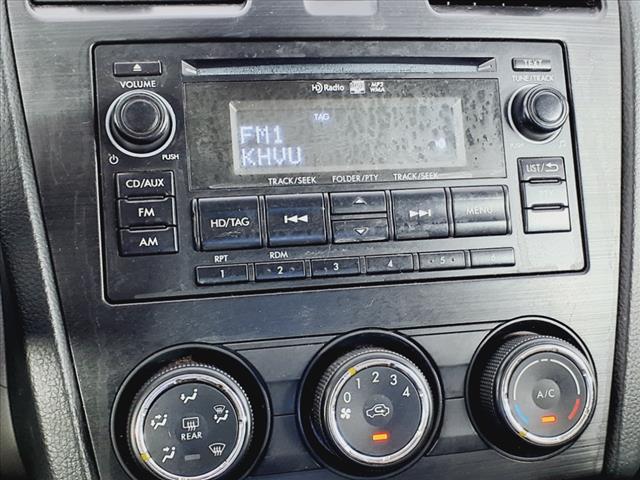 TEXT
VOLUME
HD Radio MP3 WMA
TUNE/TRACK
TAG
FM1
KHVU
PUSH
TRACK/SEEK FOLDER/PTY TRACK/SEEK
LIST/
CD/AUX
FM
AM
HD/TAG
MENU
RPT RDM
1 2 3 4 5 6
0 1 2 3 4
REAR
A/C